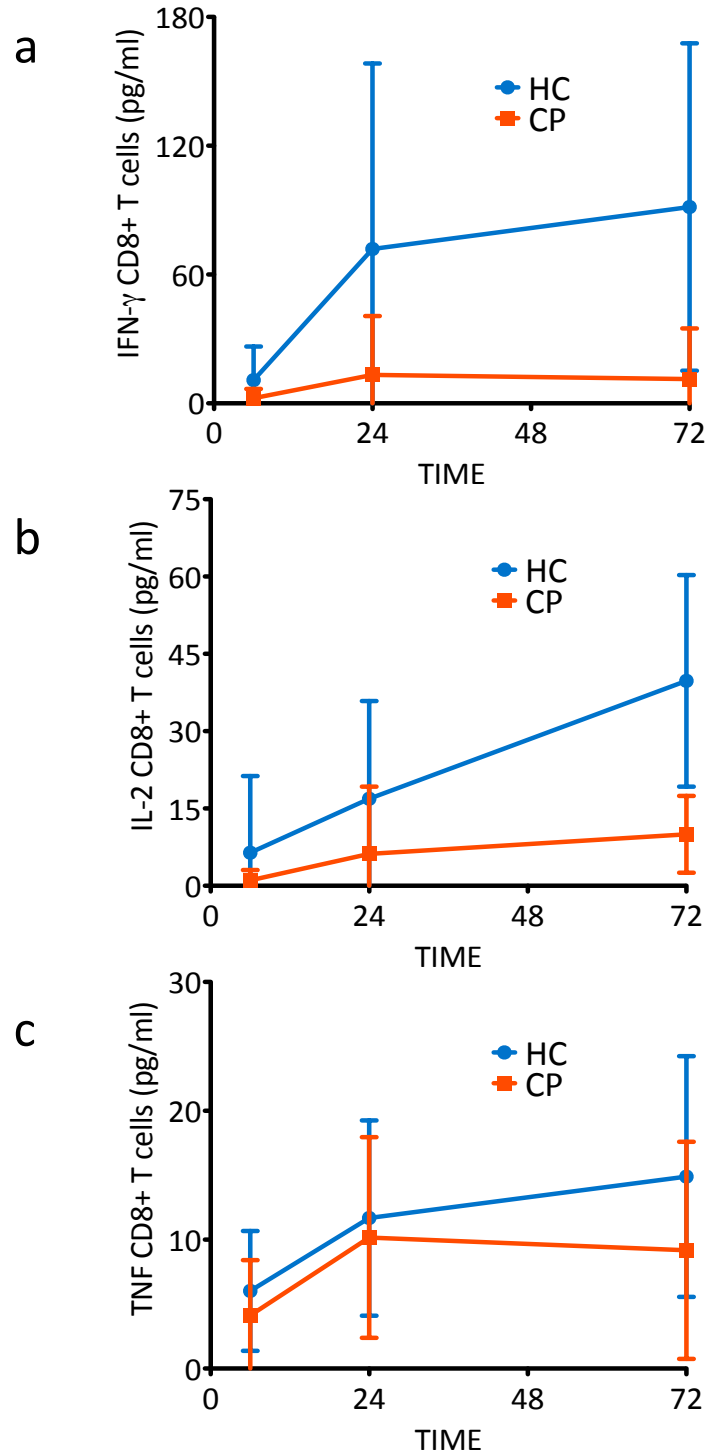 a
IFN-γ CD8+ T cells (pg/ml)
180
120
60
0
HC
CP
0 24 48 72
TIME
b
IL-2 CD8+ T cells (pg/ml)
75
60
45
30
15
0
HC
CP
0 24 48 72
TIME
c
TNF CD8+ T cells (pg/ml)
30
20
10
0
HC
CP
0 24 48 72
TIME